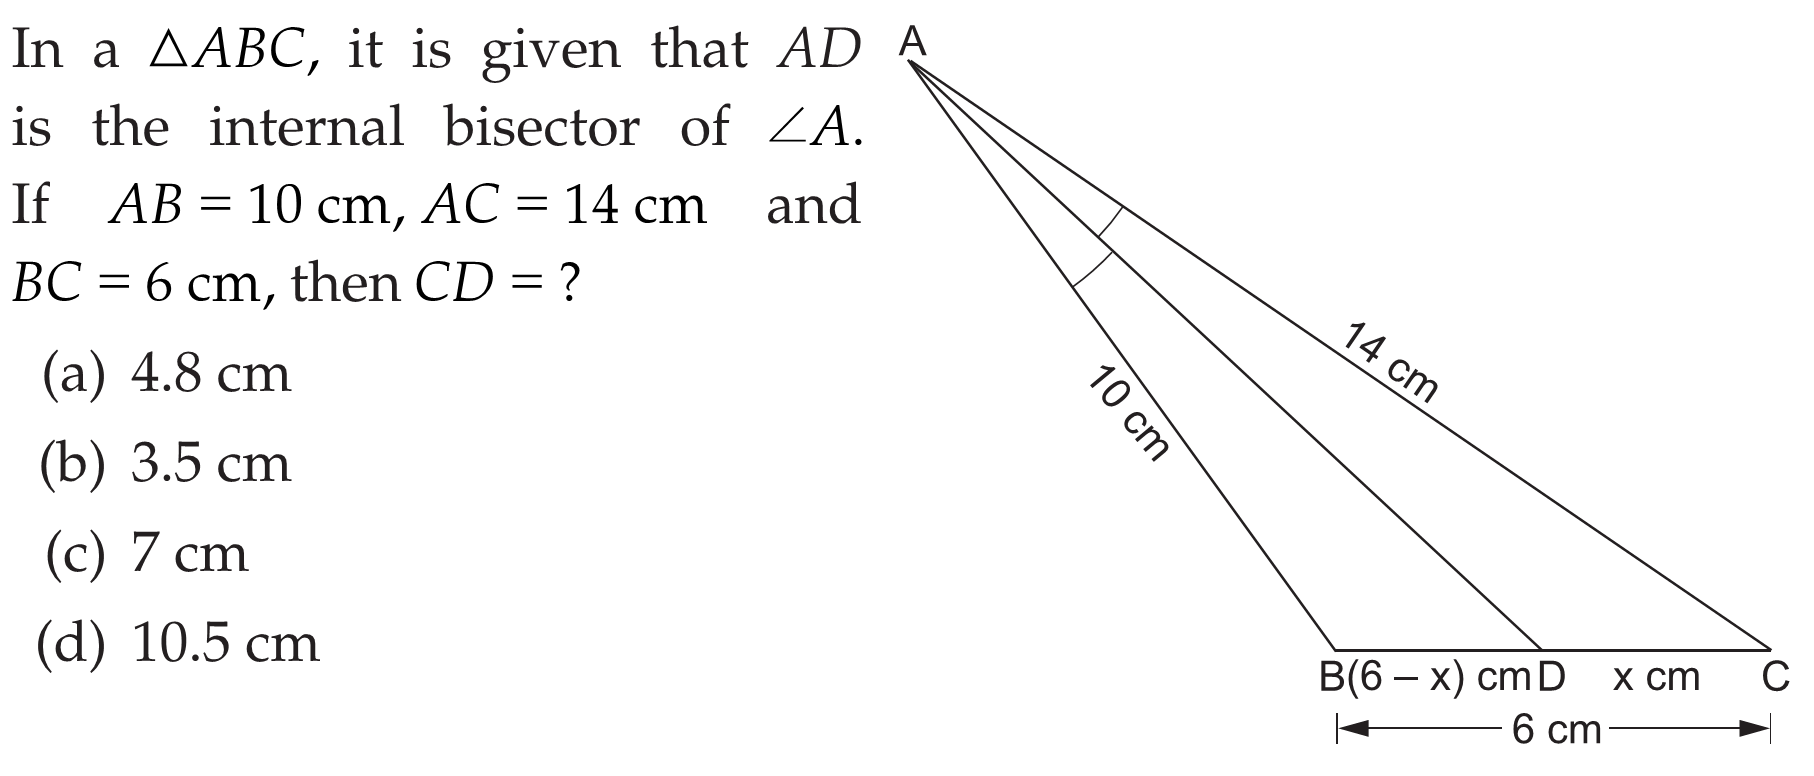 In a △ABC, it is given that AD
is the internal bisector of ∠A.
If AB = 10 cm, AC = 14 cm and
BC = 6 cm, then CD = ?
(a) 4.8 cm
(b) 3.5 cm
(c) 7 cm
(d) 10.5 cm
A
14 cm
10 cm
B(6 – x) cm D x cm C
6 cm